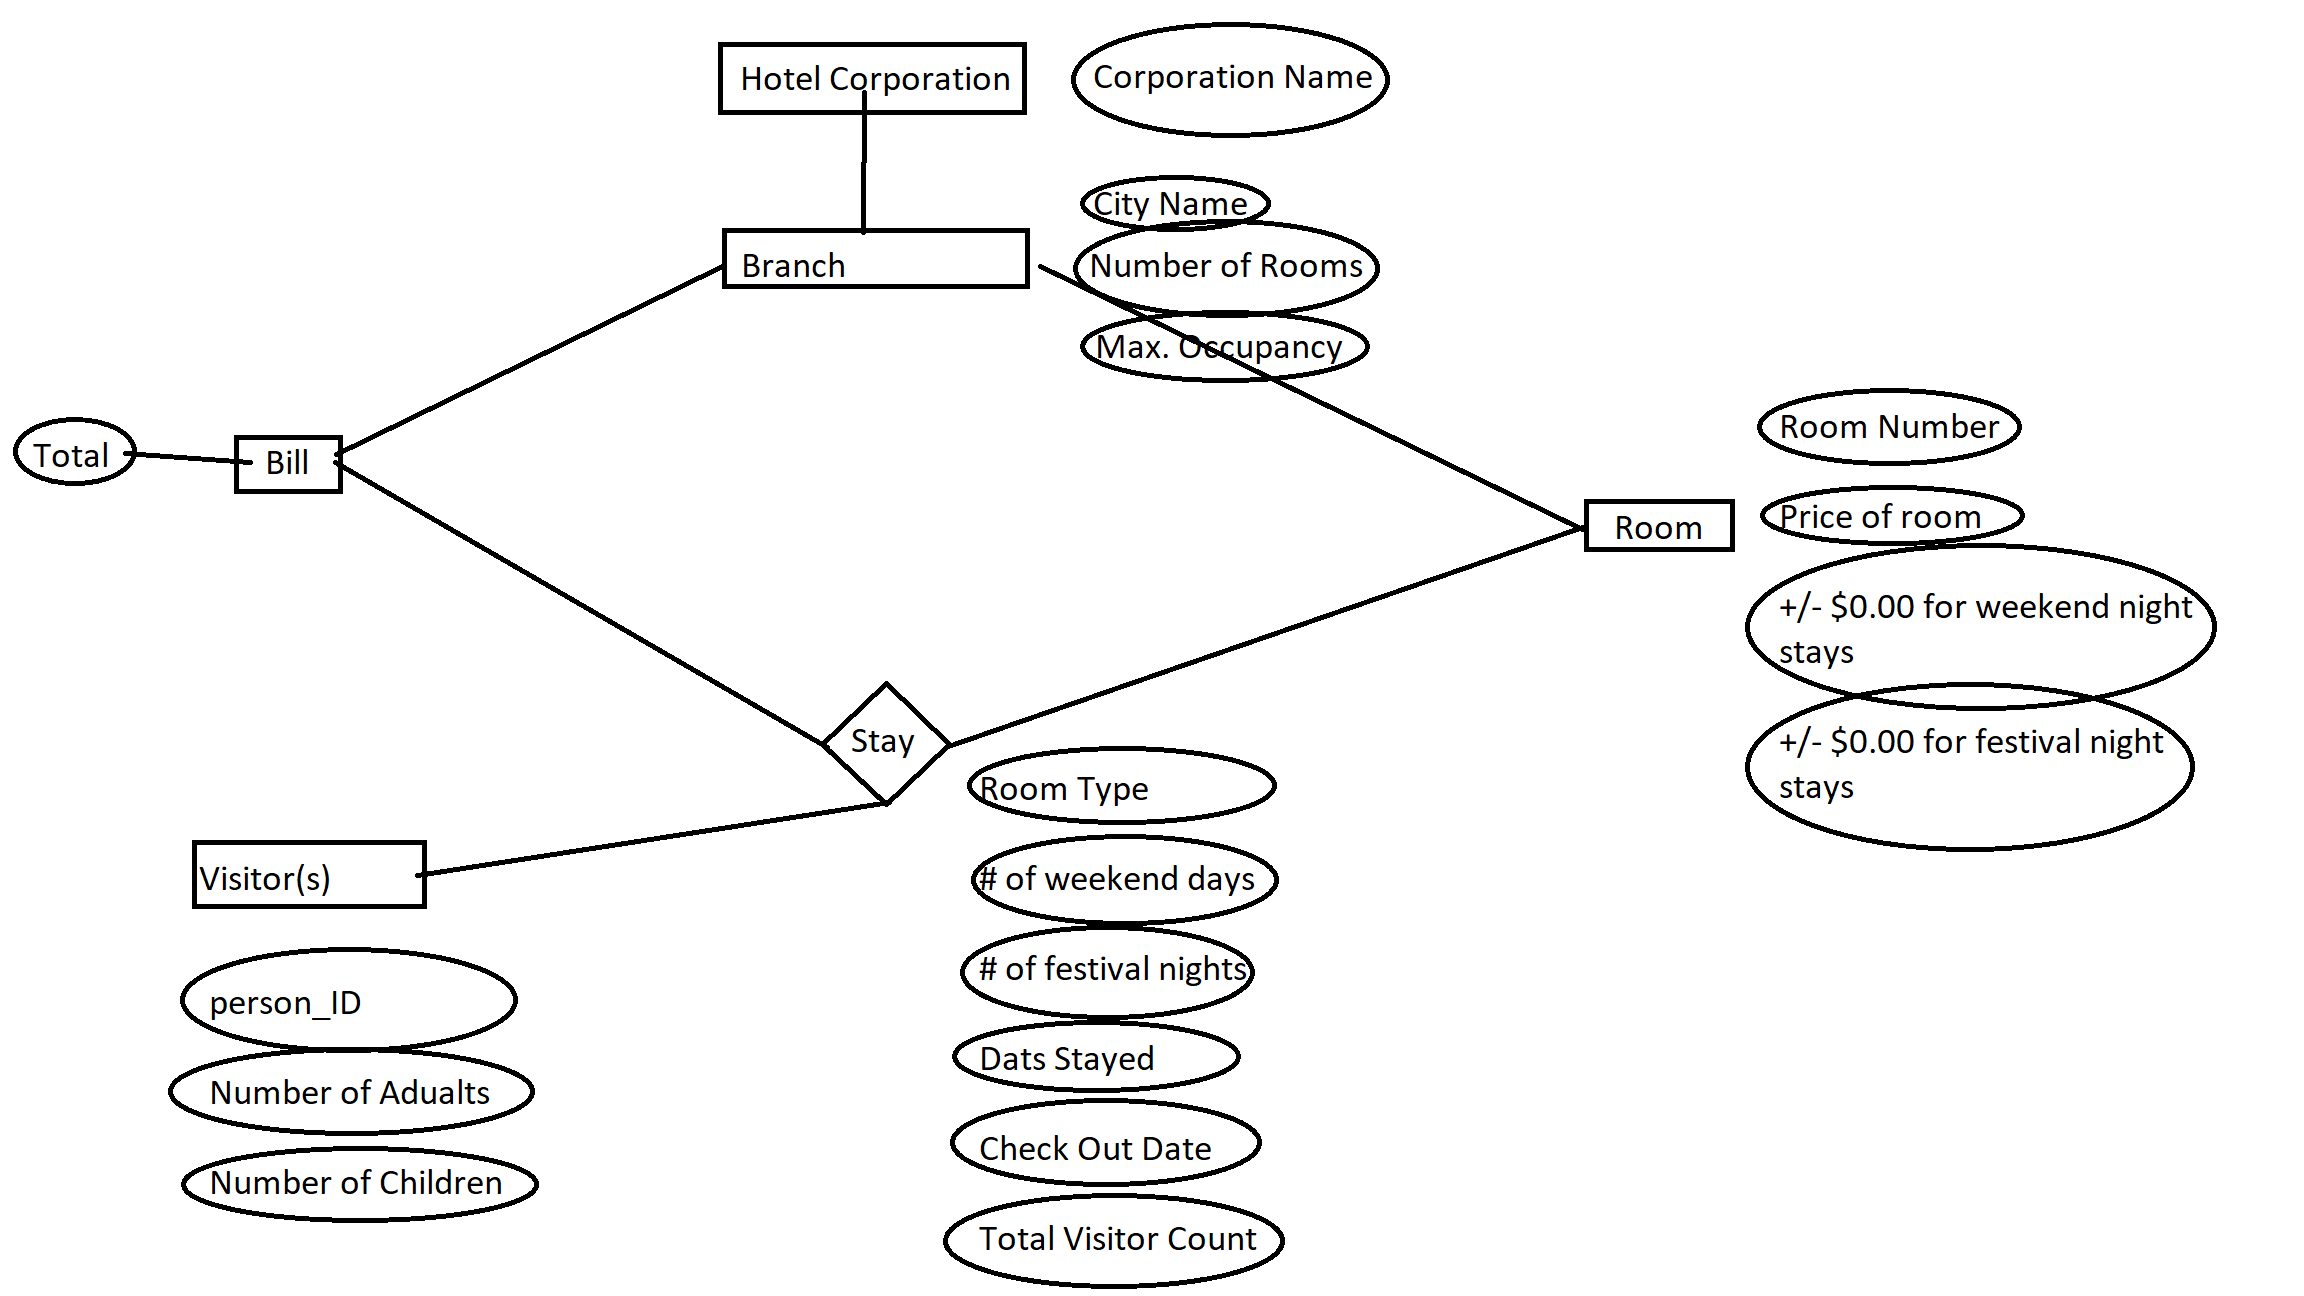 Hotel Corporation
Corporation Name
City Name
Branch
Number of Rooms
Max. Occupancy
Total
Bill
Room Number
Price of room
Room
+/- $0.00 for weekend night
stays
+/- $0.00 for festival night
stays
Stay
Room Type
# of weekend days
# of festival nights
Dats Stayed
Check Out Date
Total Visitor Count
Visitor(s)
person_ID
Number of Adualts
Number of Children